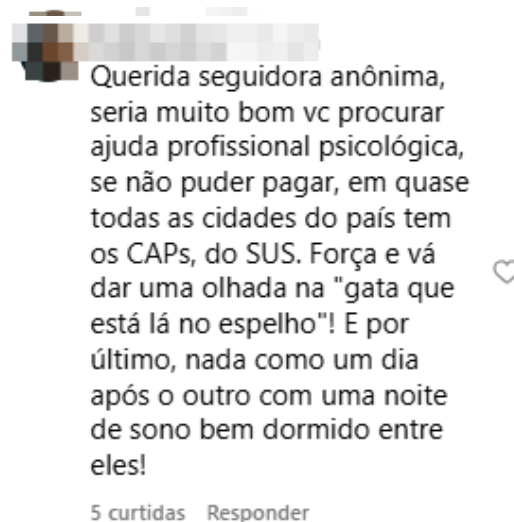 Querida seguidora anônima,
seria muito bom vc procurar
ajuda profissional psicológica,
se não puder pagar, em quase
todas as cidades do país tem
os CAPs, do SUS. Força e vá
dar uma olhada na "gata que
está lá no espelho"! E por
último, nada como um dia
após o outro com uma noite
de sono bem dormido entre
eles!
5 curtidas Responder